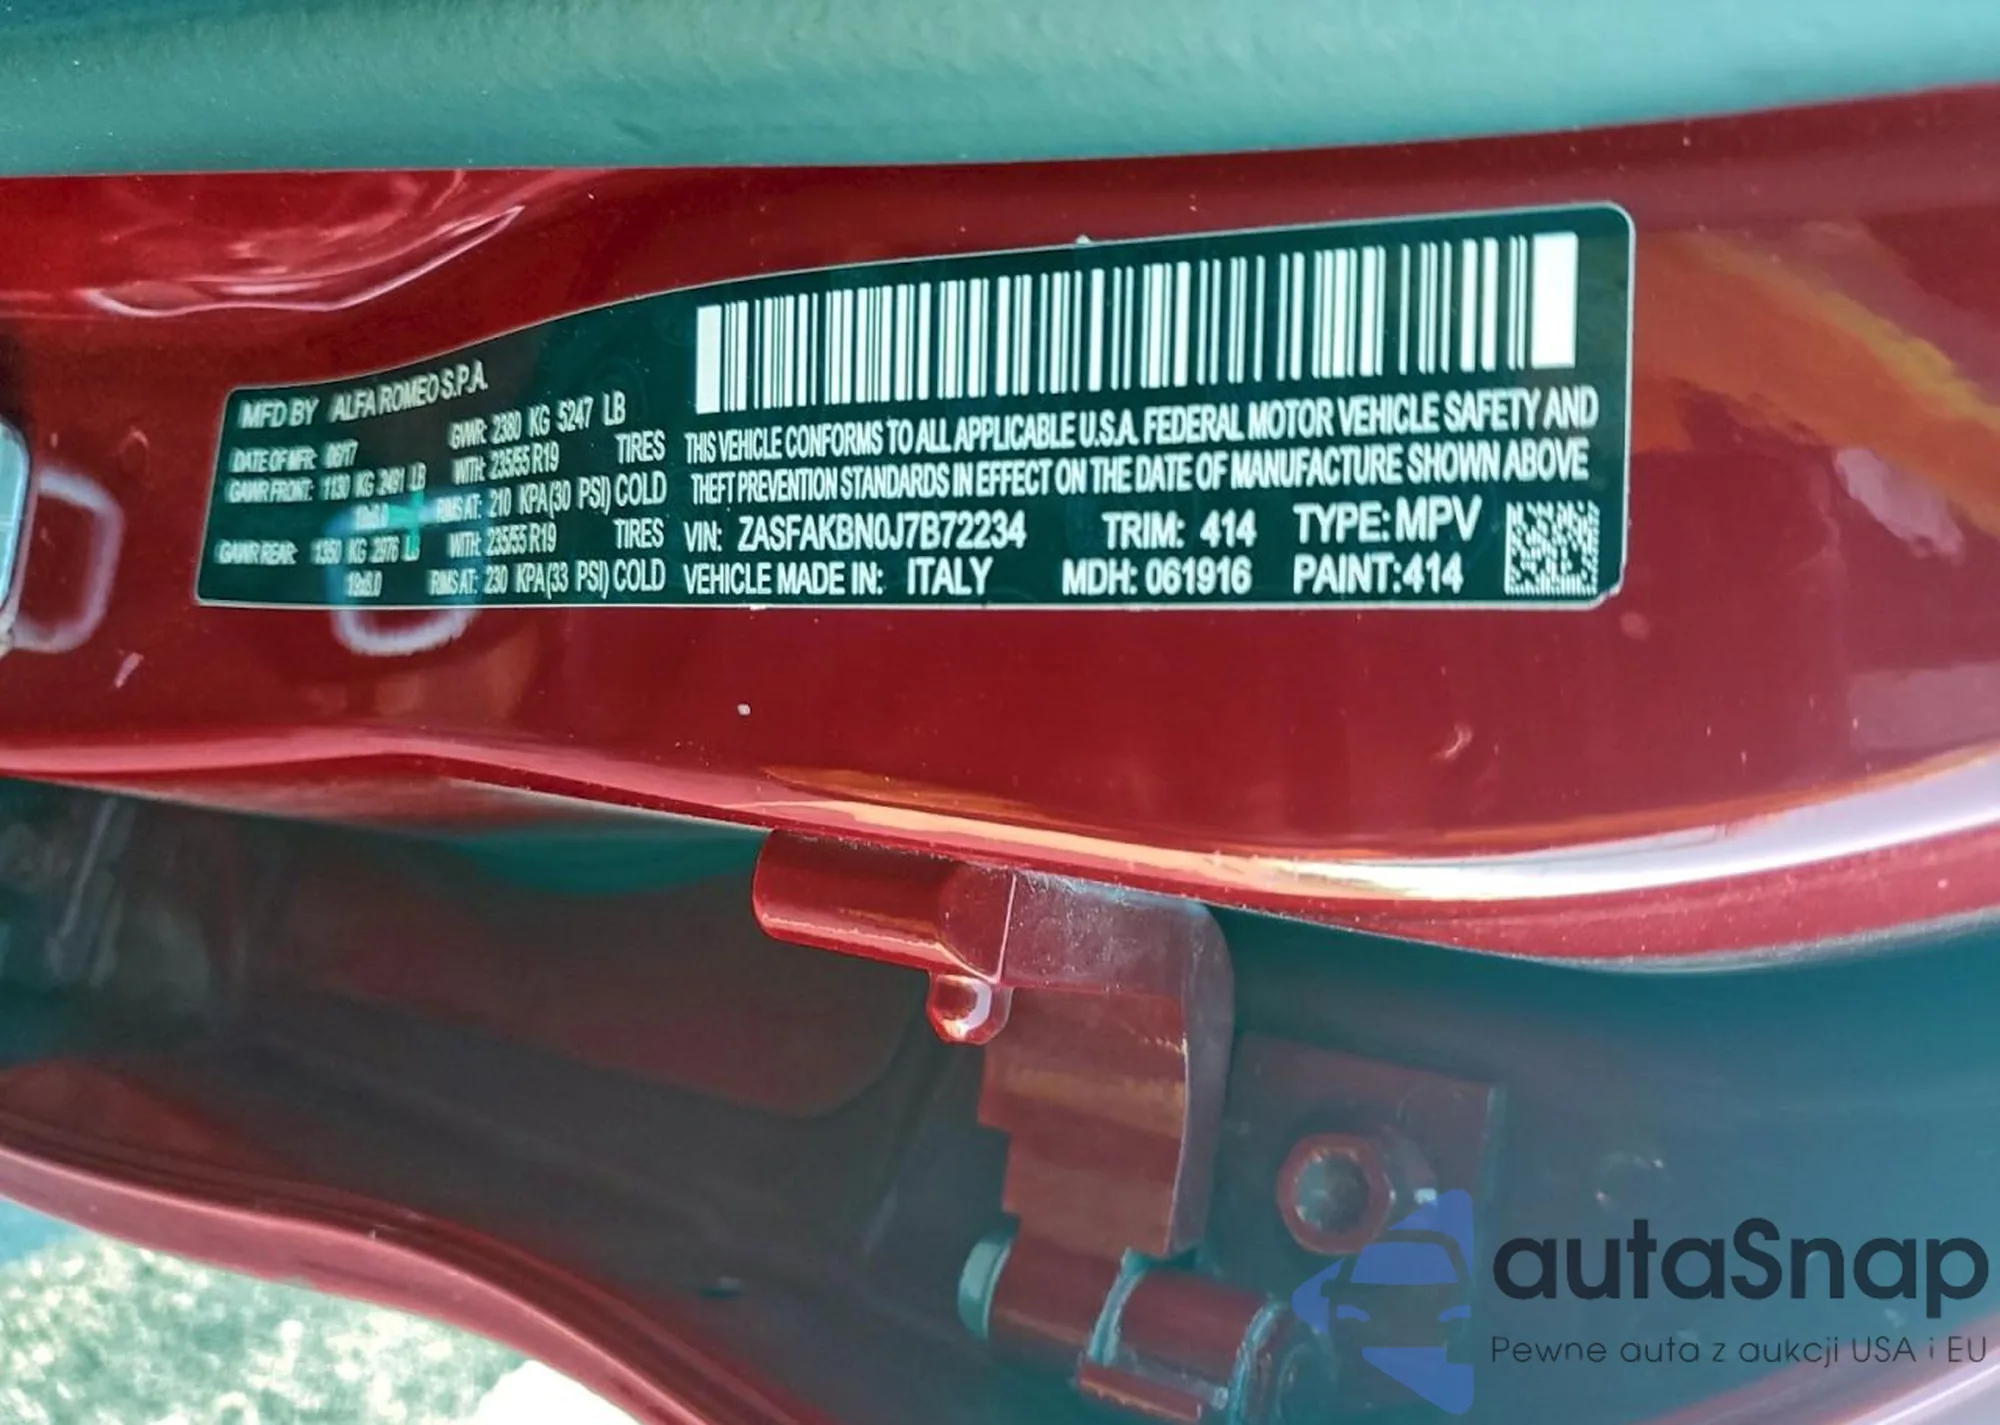 MFD BY ALFA ROMEO S.P.A.
DATE OF MFR: 06/17 GVWR: 2380 KG 5247 LB
GAWR FRONT: 1130 KG 2491 LB WITH: 235/55 R19 TIRES
RIMS AT: 210 KPA(30 PSI) COLD
GAWR REAR: 1350 KG 2976 LB WITH: 235/55 R19 TIRES
19x8.0 RIMS AT: 230 KPA(33 PSI) COLD
THIS VEHICLE CONFORMS TO ALL APPLICABLE U.S.A. FEDERAL MOTOR VEHICLE SAFETY AND
THEFT PREVENTION STANDARDS IN EFFECT ON THE DATE OF MANUFACTURE SHOWN ABOVE
VIN: ZASFAKBN0J7B72234 TRIM: 414 TYPE: MPV
VEHICLE MADE IN: ITALY MDH: 061916 PAINT:414
autaSnap
Pewne auta z aukcji USA i EU